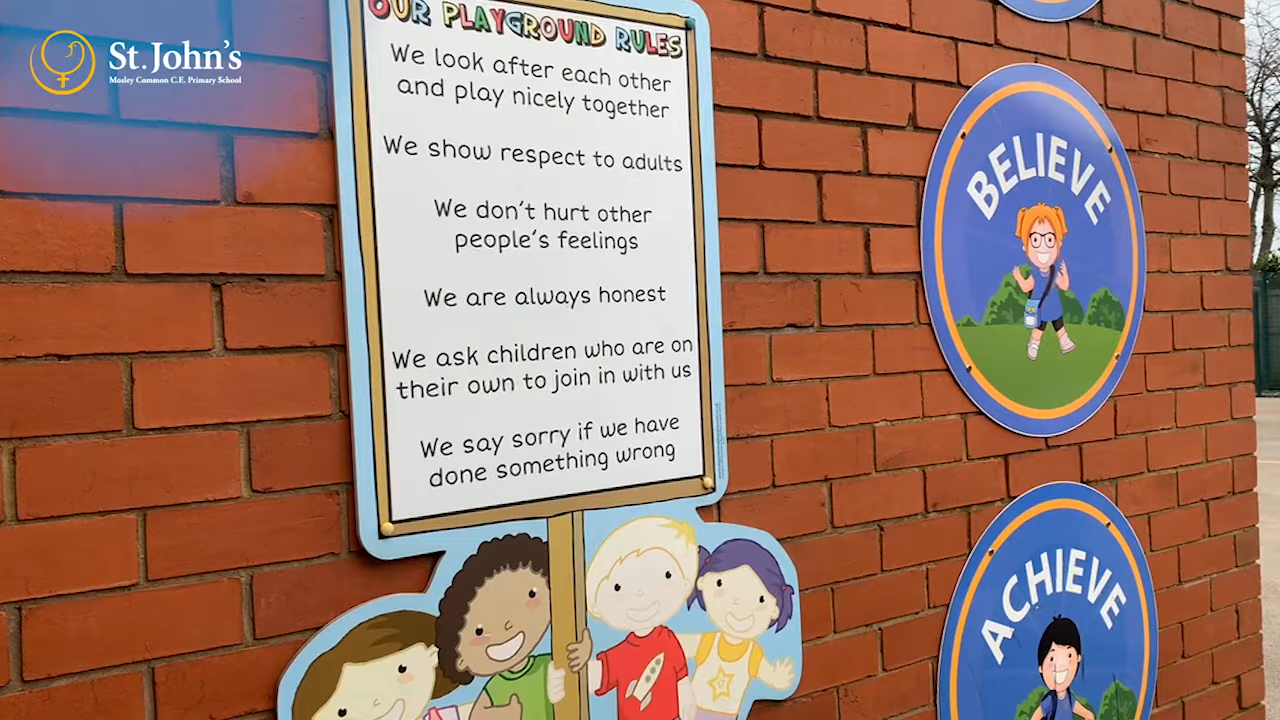 St. John's
Mosley Common C.E. Primary School
OUR PLAYGROUND RULES
We look after each other
and play nicely together
We show respect to adults
We don't hurt other
people's feelings
We are always honest
We ask children who are on
their own to join in with us
We say sorry if we have
done something wrong
BELIEVE
ACHIEVE